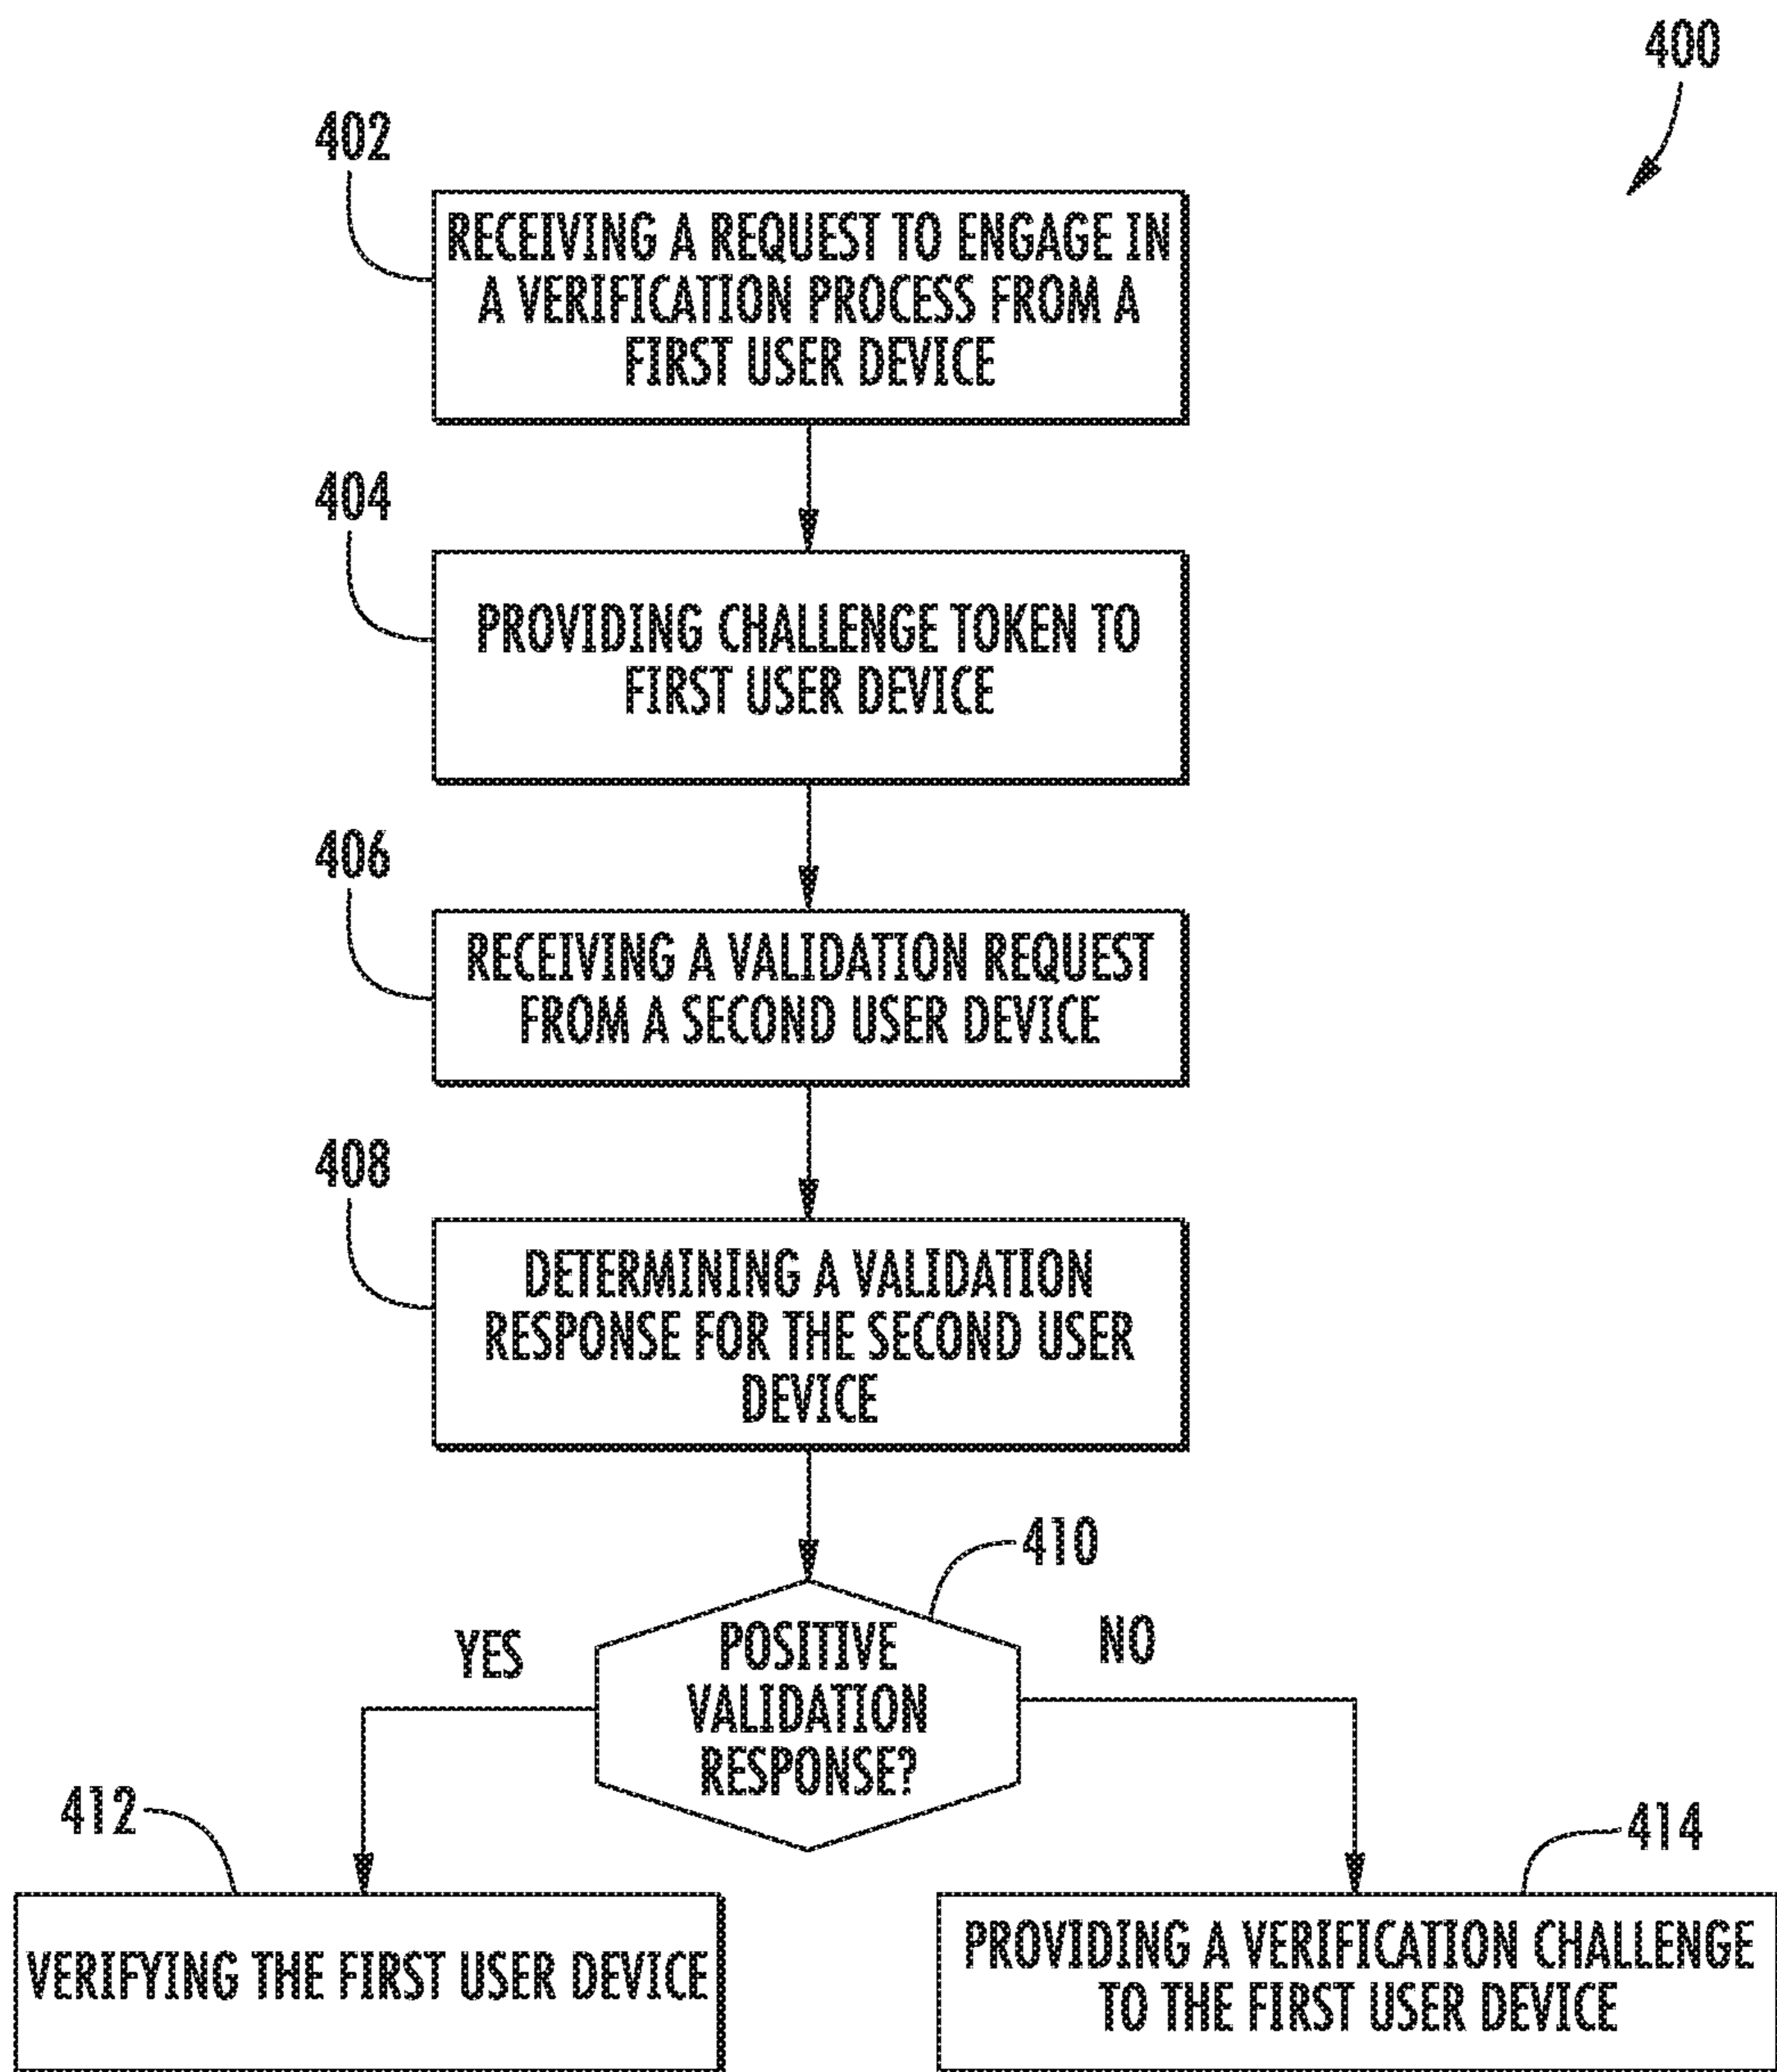 400
402
RECEIVING A REQUEST TO ENGAGE IN
A VERIFICATION PROCESS FROM A
FIRST USER DEVICE
404
PROVIDING CHALLENGE TOKEN TO
FIRST USER DEVICE
406
RECEIVING A VALIDATION REQUEST
FROM A SECOND USER DEVICE
408
DETERMINING A VALIDATION
RESPONSE FOR THE SECOND USER
DEVICE
410
YES
POSITIVE
VALIDATION
RESPONSE?
NO
412
VERIFYING THE FIRST USER DEVICE
414
PROVIDING A VERIFICATION CHALLENGE
TO THE FIRST USER DEVICE